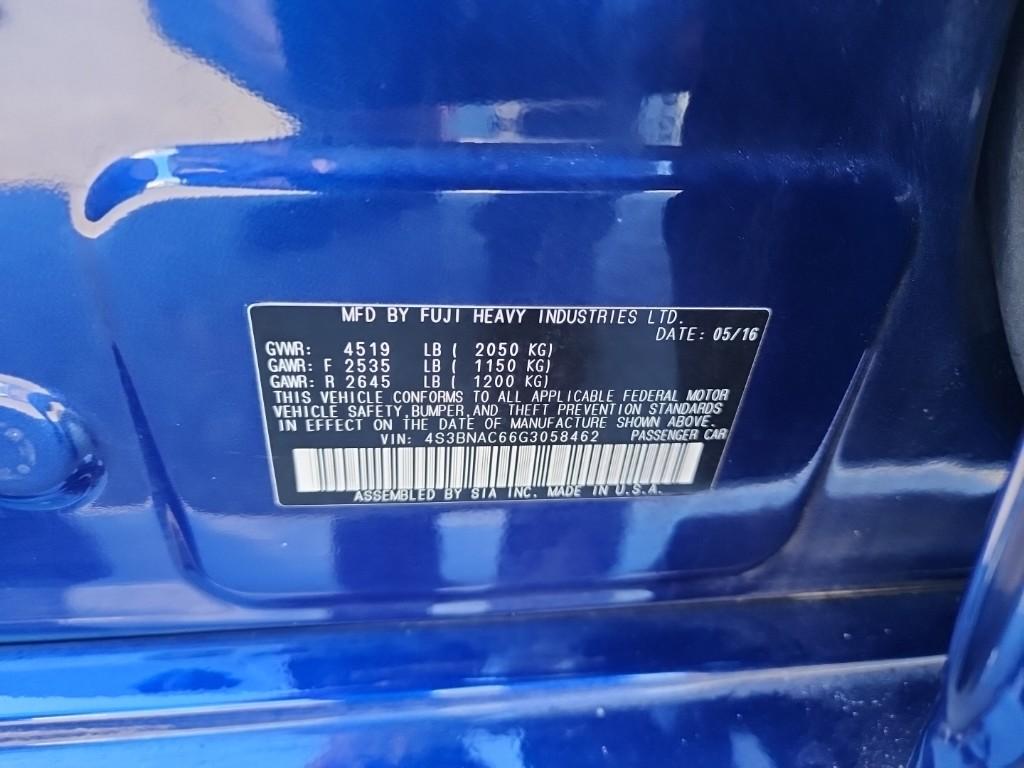 MFD BY FUJI HEAVY INDUSTRIES LTD.
DATE: 05/16
GVWR: 4519 LB ( 2050 KG)
GAWR: F 2535 LB ( 1150 KG)
GAWR: R 2645 LB ( 1200 KG)
THIS VEHICLE CONFORMS TO ALL APPLICABLE FEDERAL MOTOR
VEHICLE SAFETY, BUMPER, AND THEFT PREVENTION STANDARDS
IN EFFECT ON THE DATE OF MANUFACTURE SHOWN ABOVE.
VIN: 4S3BNAC66G3058462 PASSENGER CAR
ASSEMBLED BY SIA INC. MADE IN U.S.A.